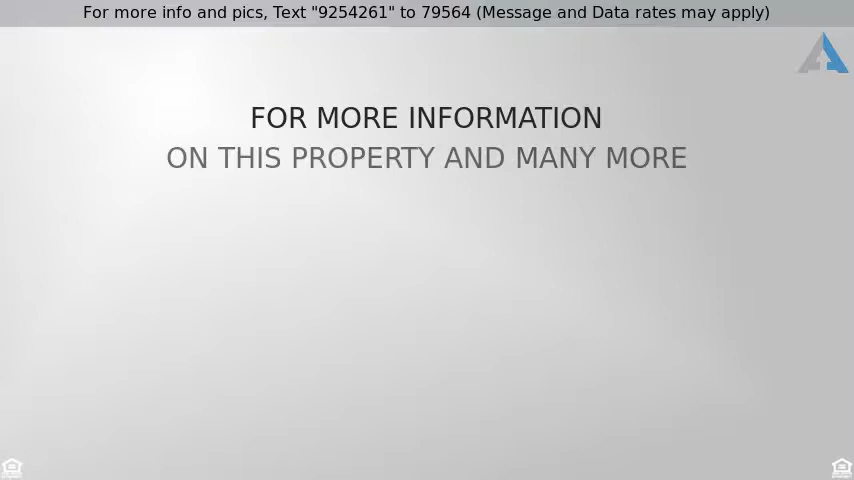 For more info and pics, Text "9254261" to 79564 (Message and Data rates may apply)
FOR MORE INFORMATION
ON THIS PROPERTY AND MANY MORE